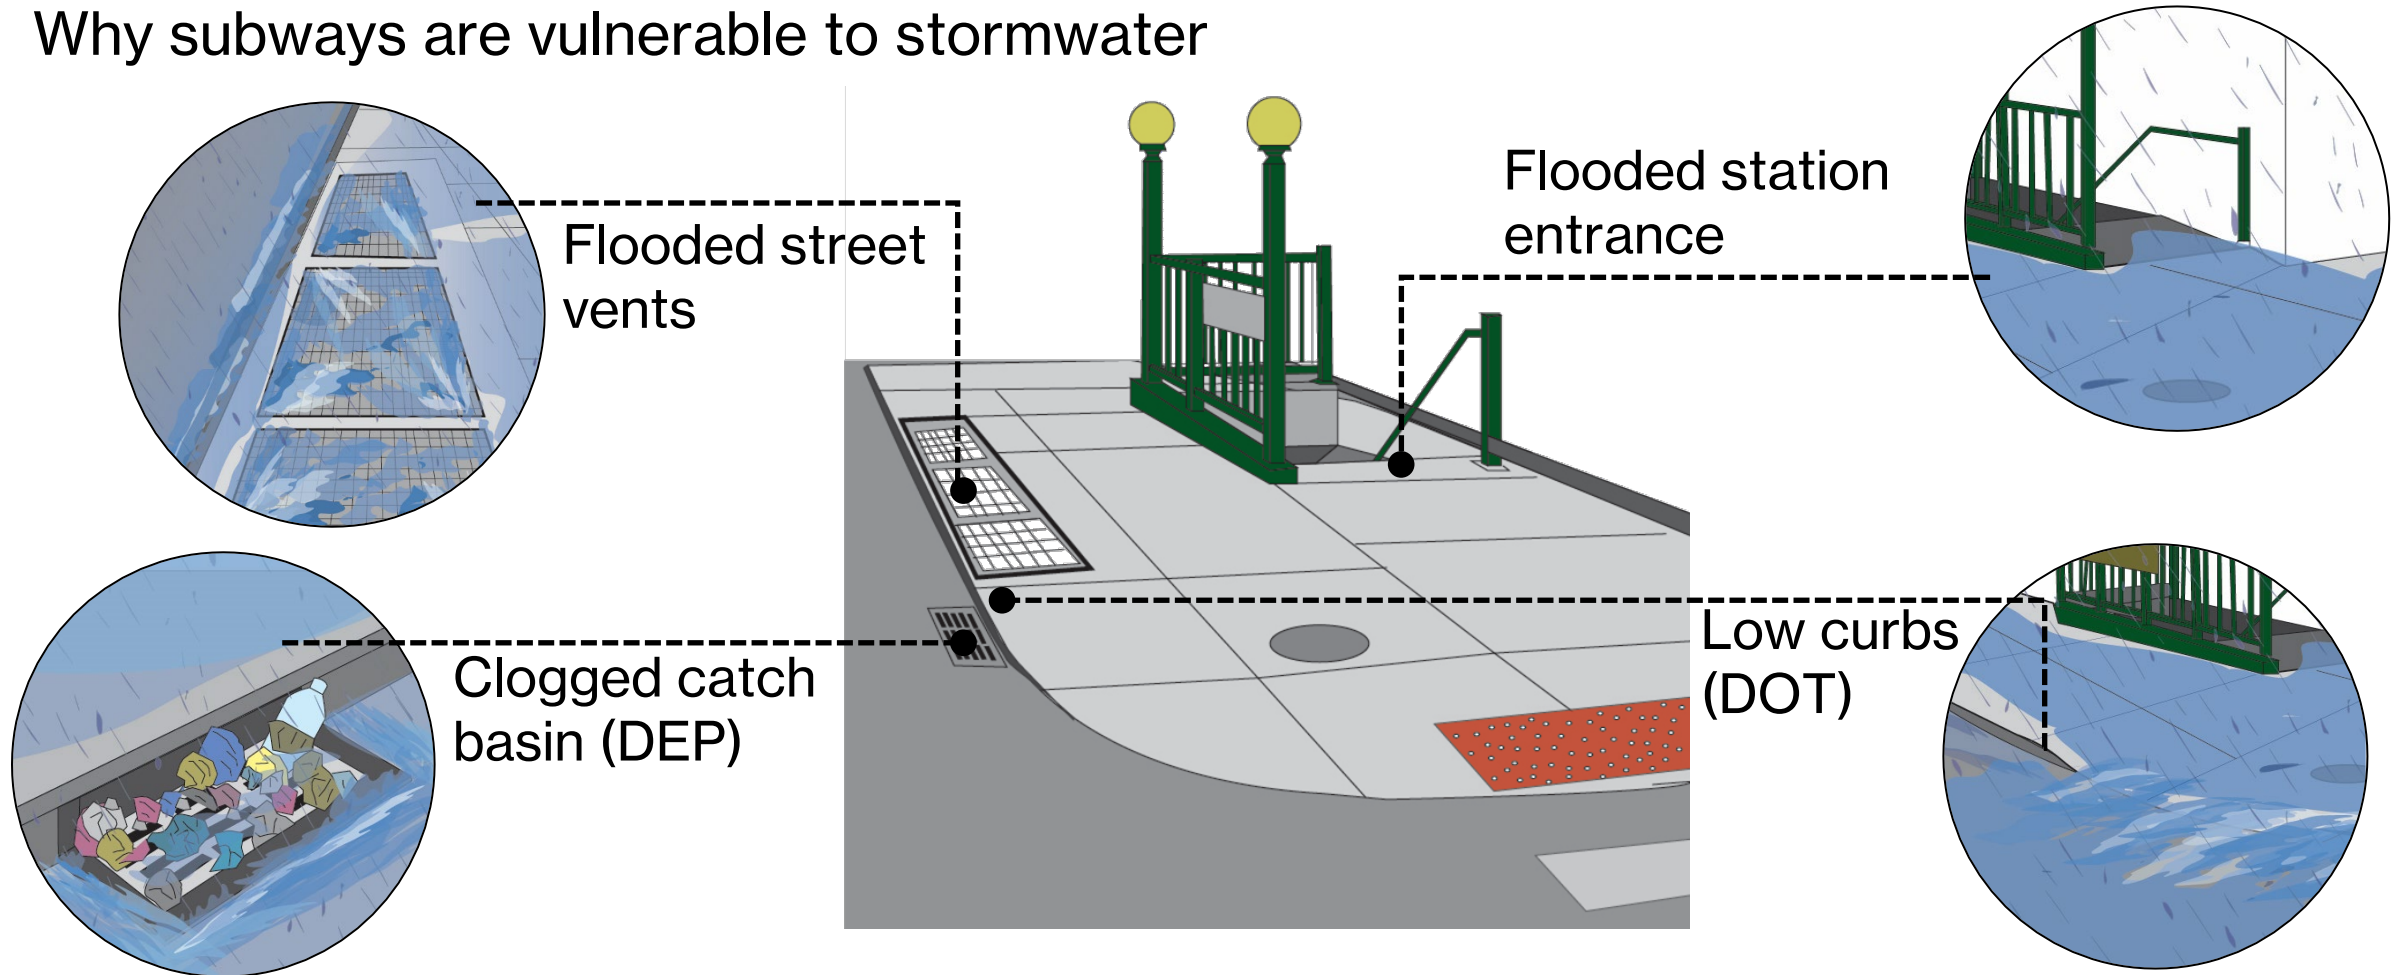 Why subways are vulnerable to stormwater
Flooded street
vents
Flooded station
entrance
Clogged catch
basin (DEP)
Low curbs
(DOT)